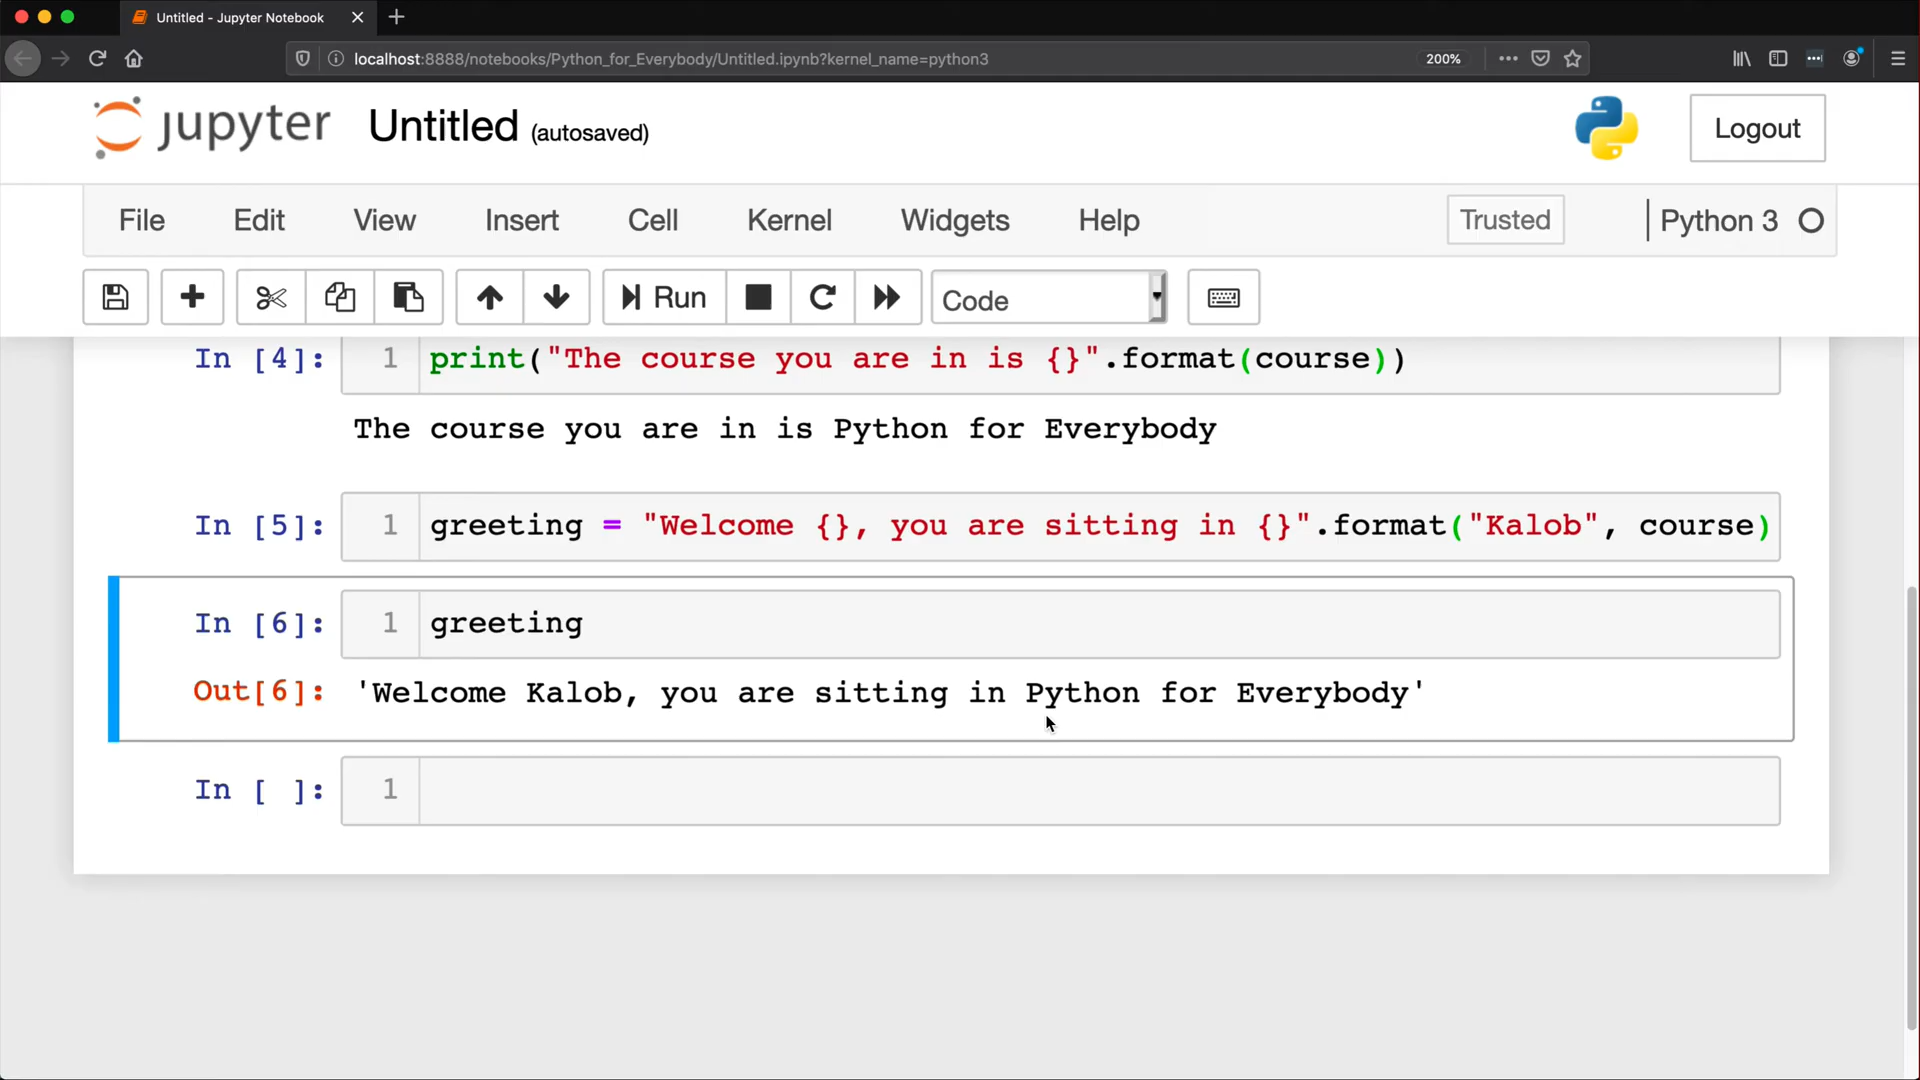 Untitled - Jupyter Notebook
localhost:8888/notebooks/Python_for_Everybody/Untitled.ipynb?kernel_name=python3
200%
jupyter Untitled (autosaved)
Logout
File Edit View Insert Cell Kernel Widgets Help
Trusted
Python 3
Run
Code
In [4]: 1 print("The course you are in is {}".format(course))
The course you are in is Python for Everybody
In [5]: 1 greeting = "Welcome {}, you are sitting in {}".format("Kalob", course)
In [6]: 1 greeting
Out[6]: 'Welcome Kalob, you are sitting in Python for Everybody'
In [ ]: 1